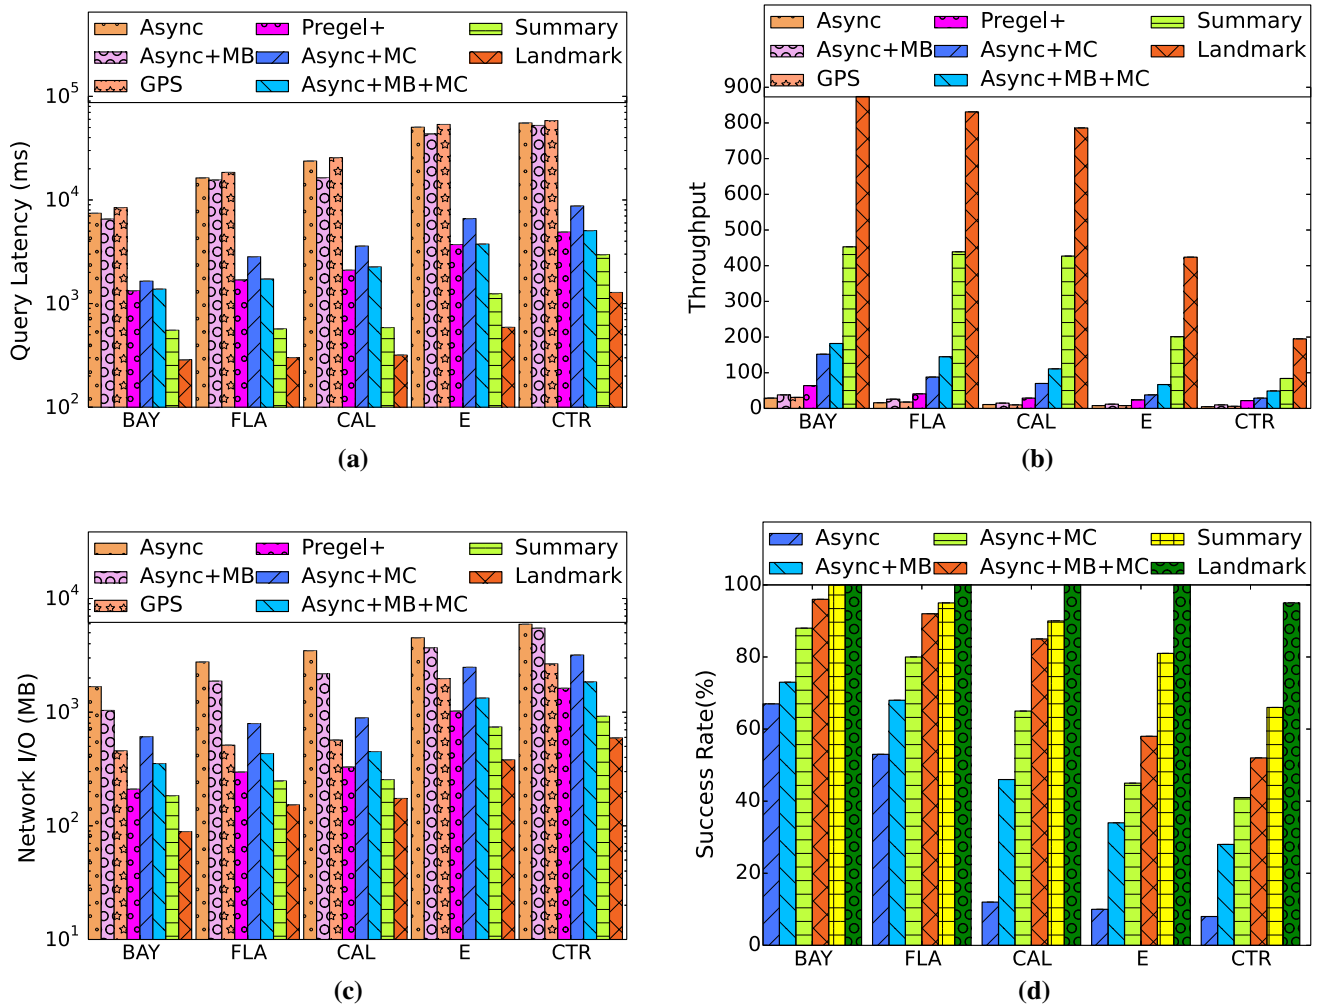 Async Pregel+ Summary
Async+MB Async+MC Landmark
GPS Async+MB+MC
Query Latency (ms)
10^5
10^4
10^3
10^2
BAY FLA CAL E CTR
(a)
Async Pregel+ Summary
Async+MB Async+MC Landmark
GPS Async+MB+MC
Throughput
900
800
700
600
500
400
300
200
100
0
BAY FLA CAL E CTR
(b)
Async Pregel+ Summary
Async+MB Async+MC Landmark
GPS Async+MB+MC
Network I/O (MB)
10^4
10^3
10^2
10^1
BAY FLA CAL E CTR
(c)
Async Async+MC Summary
Async+MB Async+MB+MC Landmark
Success Rate(%)
100
80
60
40
20
0
BAY FLA CAL E CTR
(d)